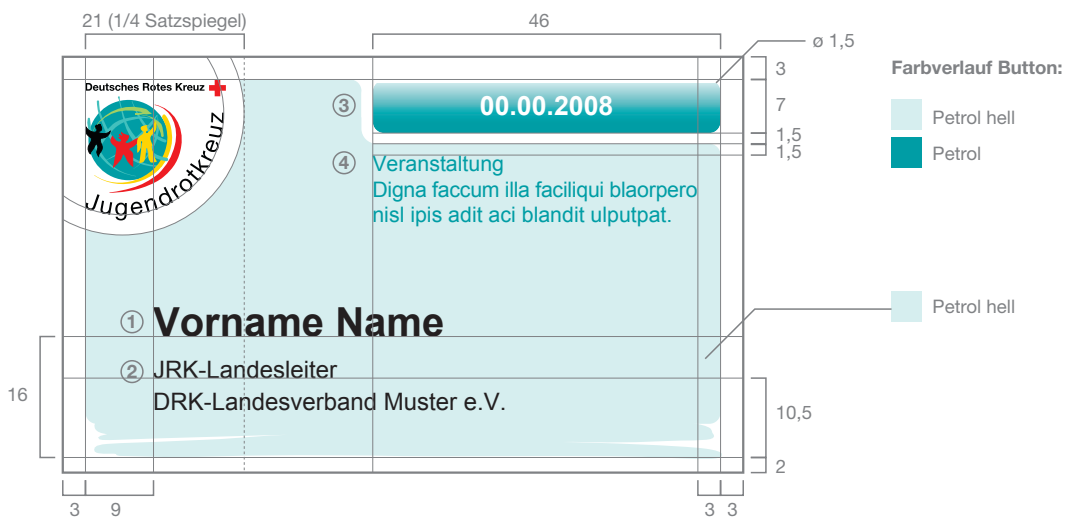 21 (1/4 Satzspiegel)
46
ø 1,5
3
Farbverlauf Button:
Deutsches Rotes Kreuz
Jugendrotkreuz
3
00.00.2008
7
Petrol hell
1,5
1,5
Petrol
4
Veranstaltung
Digna faccum illa faciliqui blaorpero
nisl ipis adit aci blandit ulputpat.
1
Vorname Name
Petrol hell
2
JRK-Landesleiter
DRK-Landesverband Muster e.V.
16
10,5
2
3
9
3
3